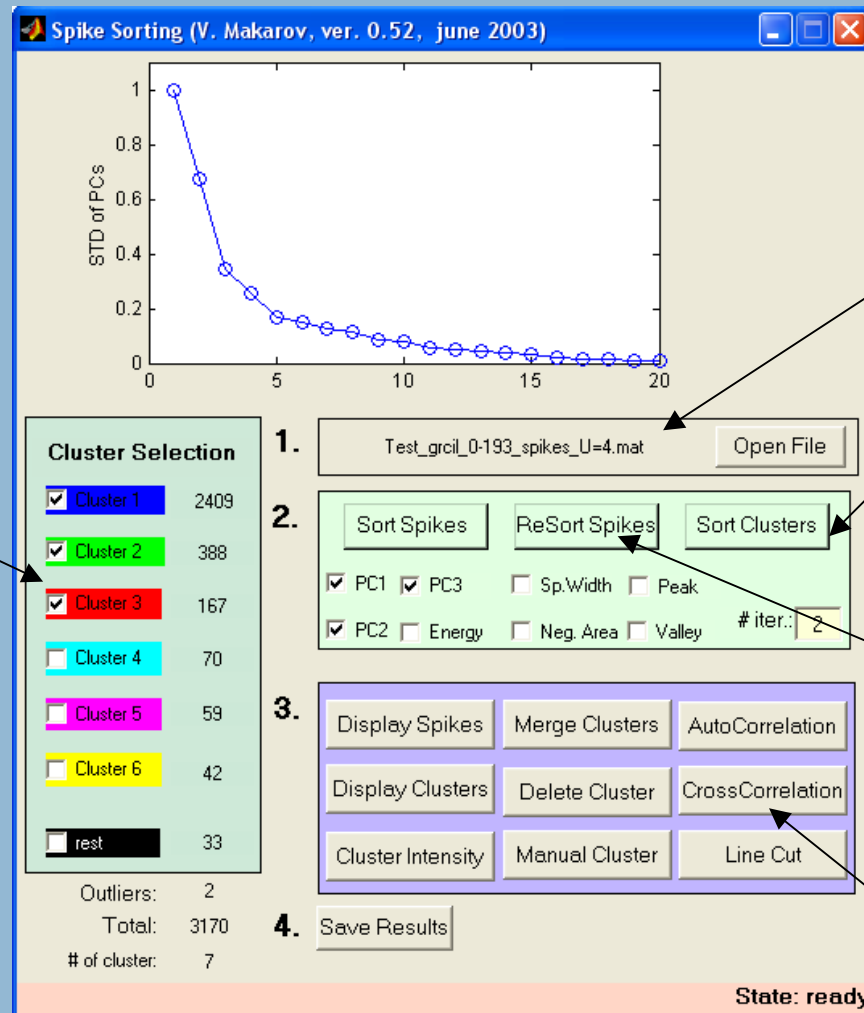 Spike Sorting (V. Makarov, ver. 0.52, june 2003)
1
0.8
0.6
0.4
0.2
0
STD of PCs
0 5 10 15 20
Cluster Selection
Cluster 1 2409
Cluster 2 388
Cluster 3 167
Cluster 4 70
Cluster 5 59
Cluster 6 42
rest 33
Outliers: 2
Total: 3170
# of cluster: 7
1. Test_grcil_0-193_spikes_U=4.mat Open File
2. Sort Spikes ReSort Spikes Sort Clusters
PC1 PC3 Sp.Width Peak
PC2 Energy Neg. Area Valley # iter.: 2
3. Display Spikes Merge Clusters AutoCorrelation
Display Clusters Delete Cluster CrossCorrelation
Cluster Intensity Manual Cluster Line Cut
4. Save Results
State: ready